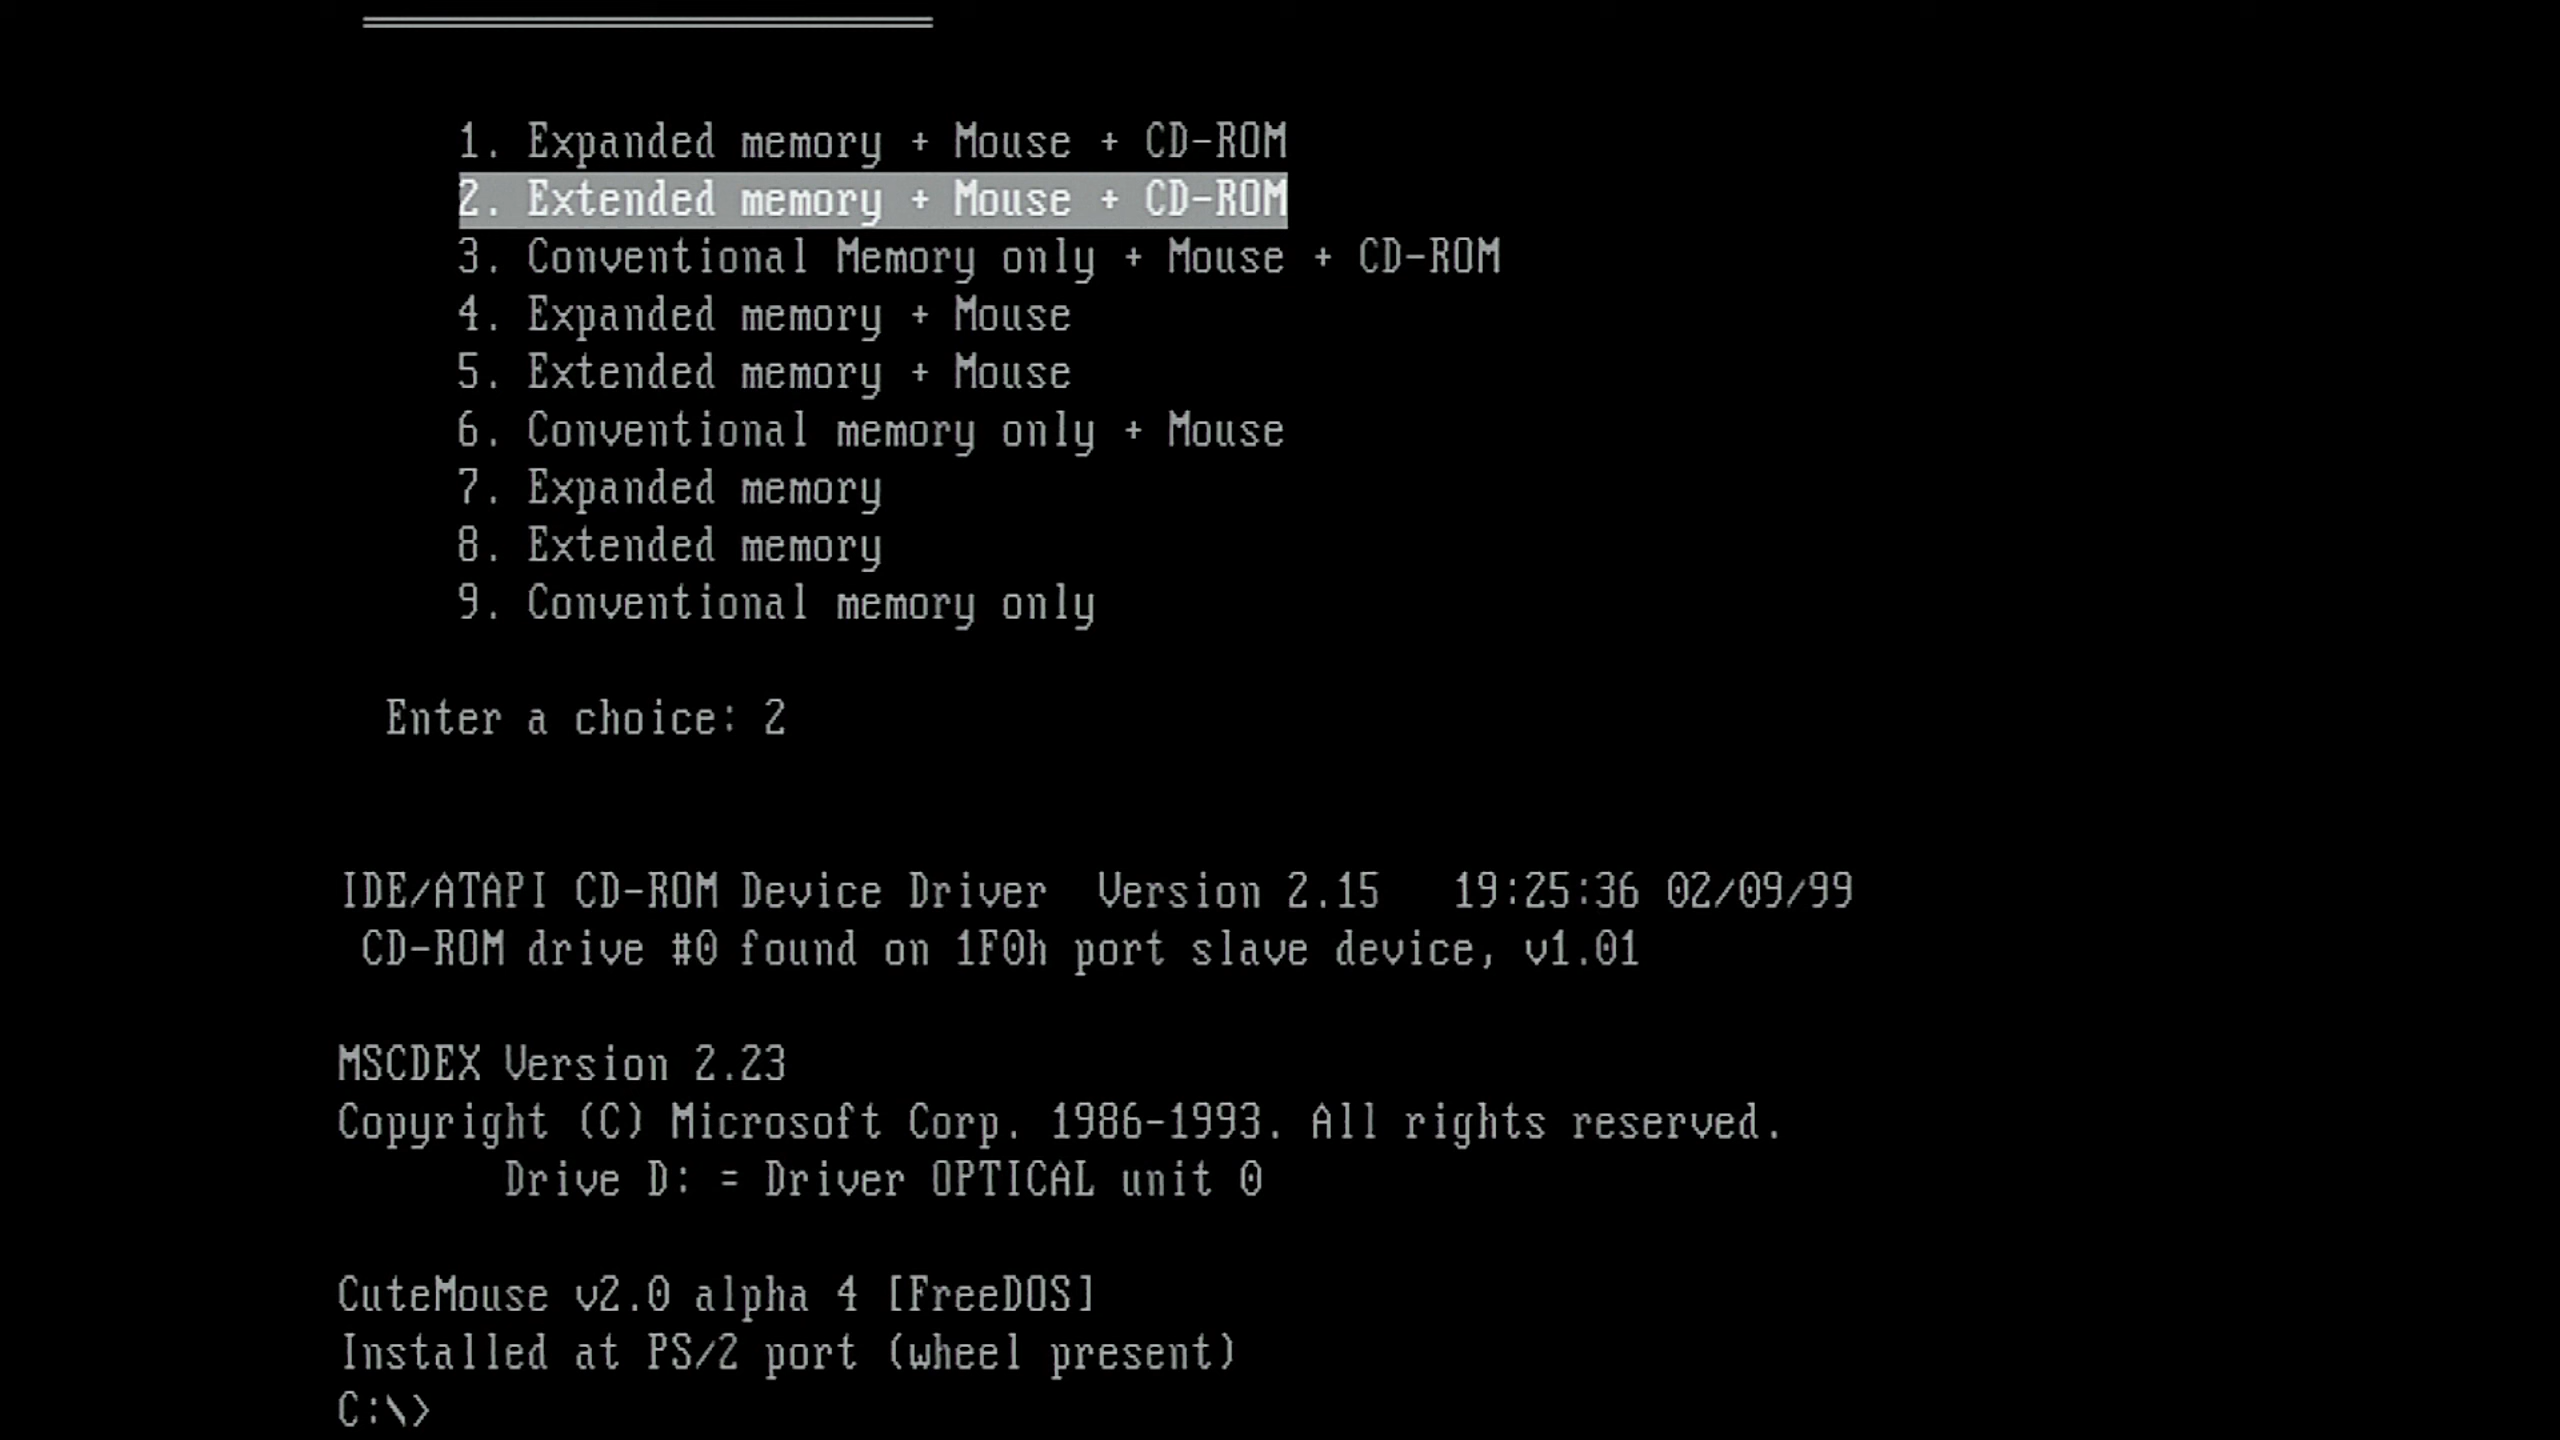 1. Expanded memory + Mouse + CD-ROM
2. Extended memory + Mouse + CD-ROM
3. Conventional Memory only + Mouse + CD-ROM
4. Expanded memory + Mouse
5. Extended memory + Mouse
6. Conventional memory only + Mouse
7. Expanded memory
8. Extended memory
9. Conventional memory only
Enter a choice: 2
IDE/ATAPI CD-ROM Device Driver  Version 2.15   19:25:36 02/09/99
CD-ROM drive #0 found on 1F0h port slave device, v1.01
MSCDEX Version 2.23
Copyright (C) Microsoft Corp. 1986-1993. All rights reserved.
Drive D: = Driver OPTICAL unit 0
CuteMouse v2.0 alpha 4 [FreeDOS]
Installed at PS/2 port (wheel present)
C:\>